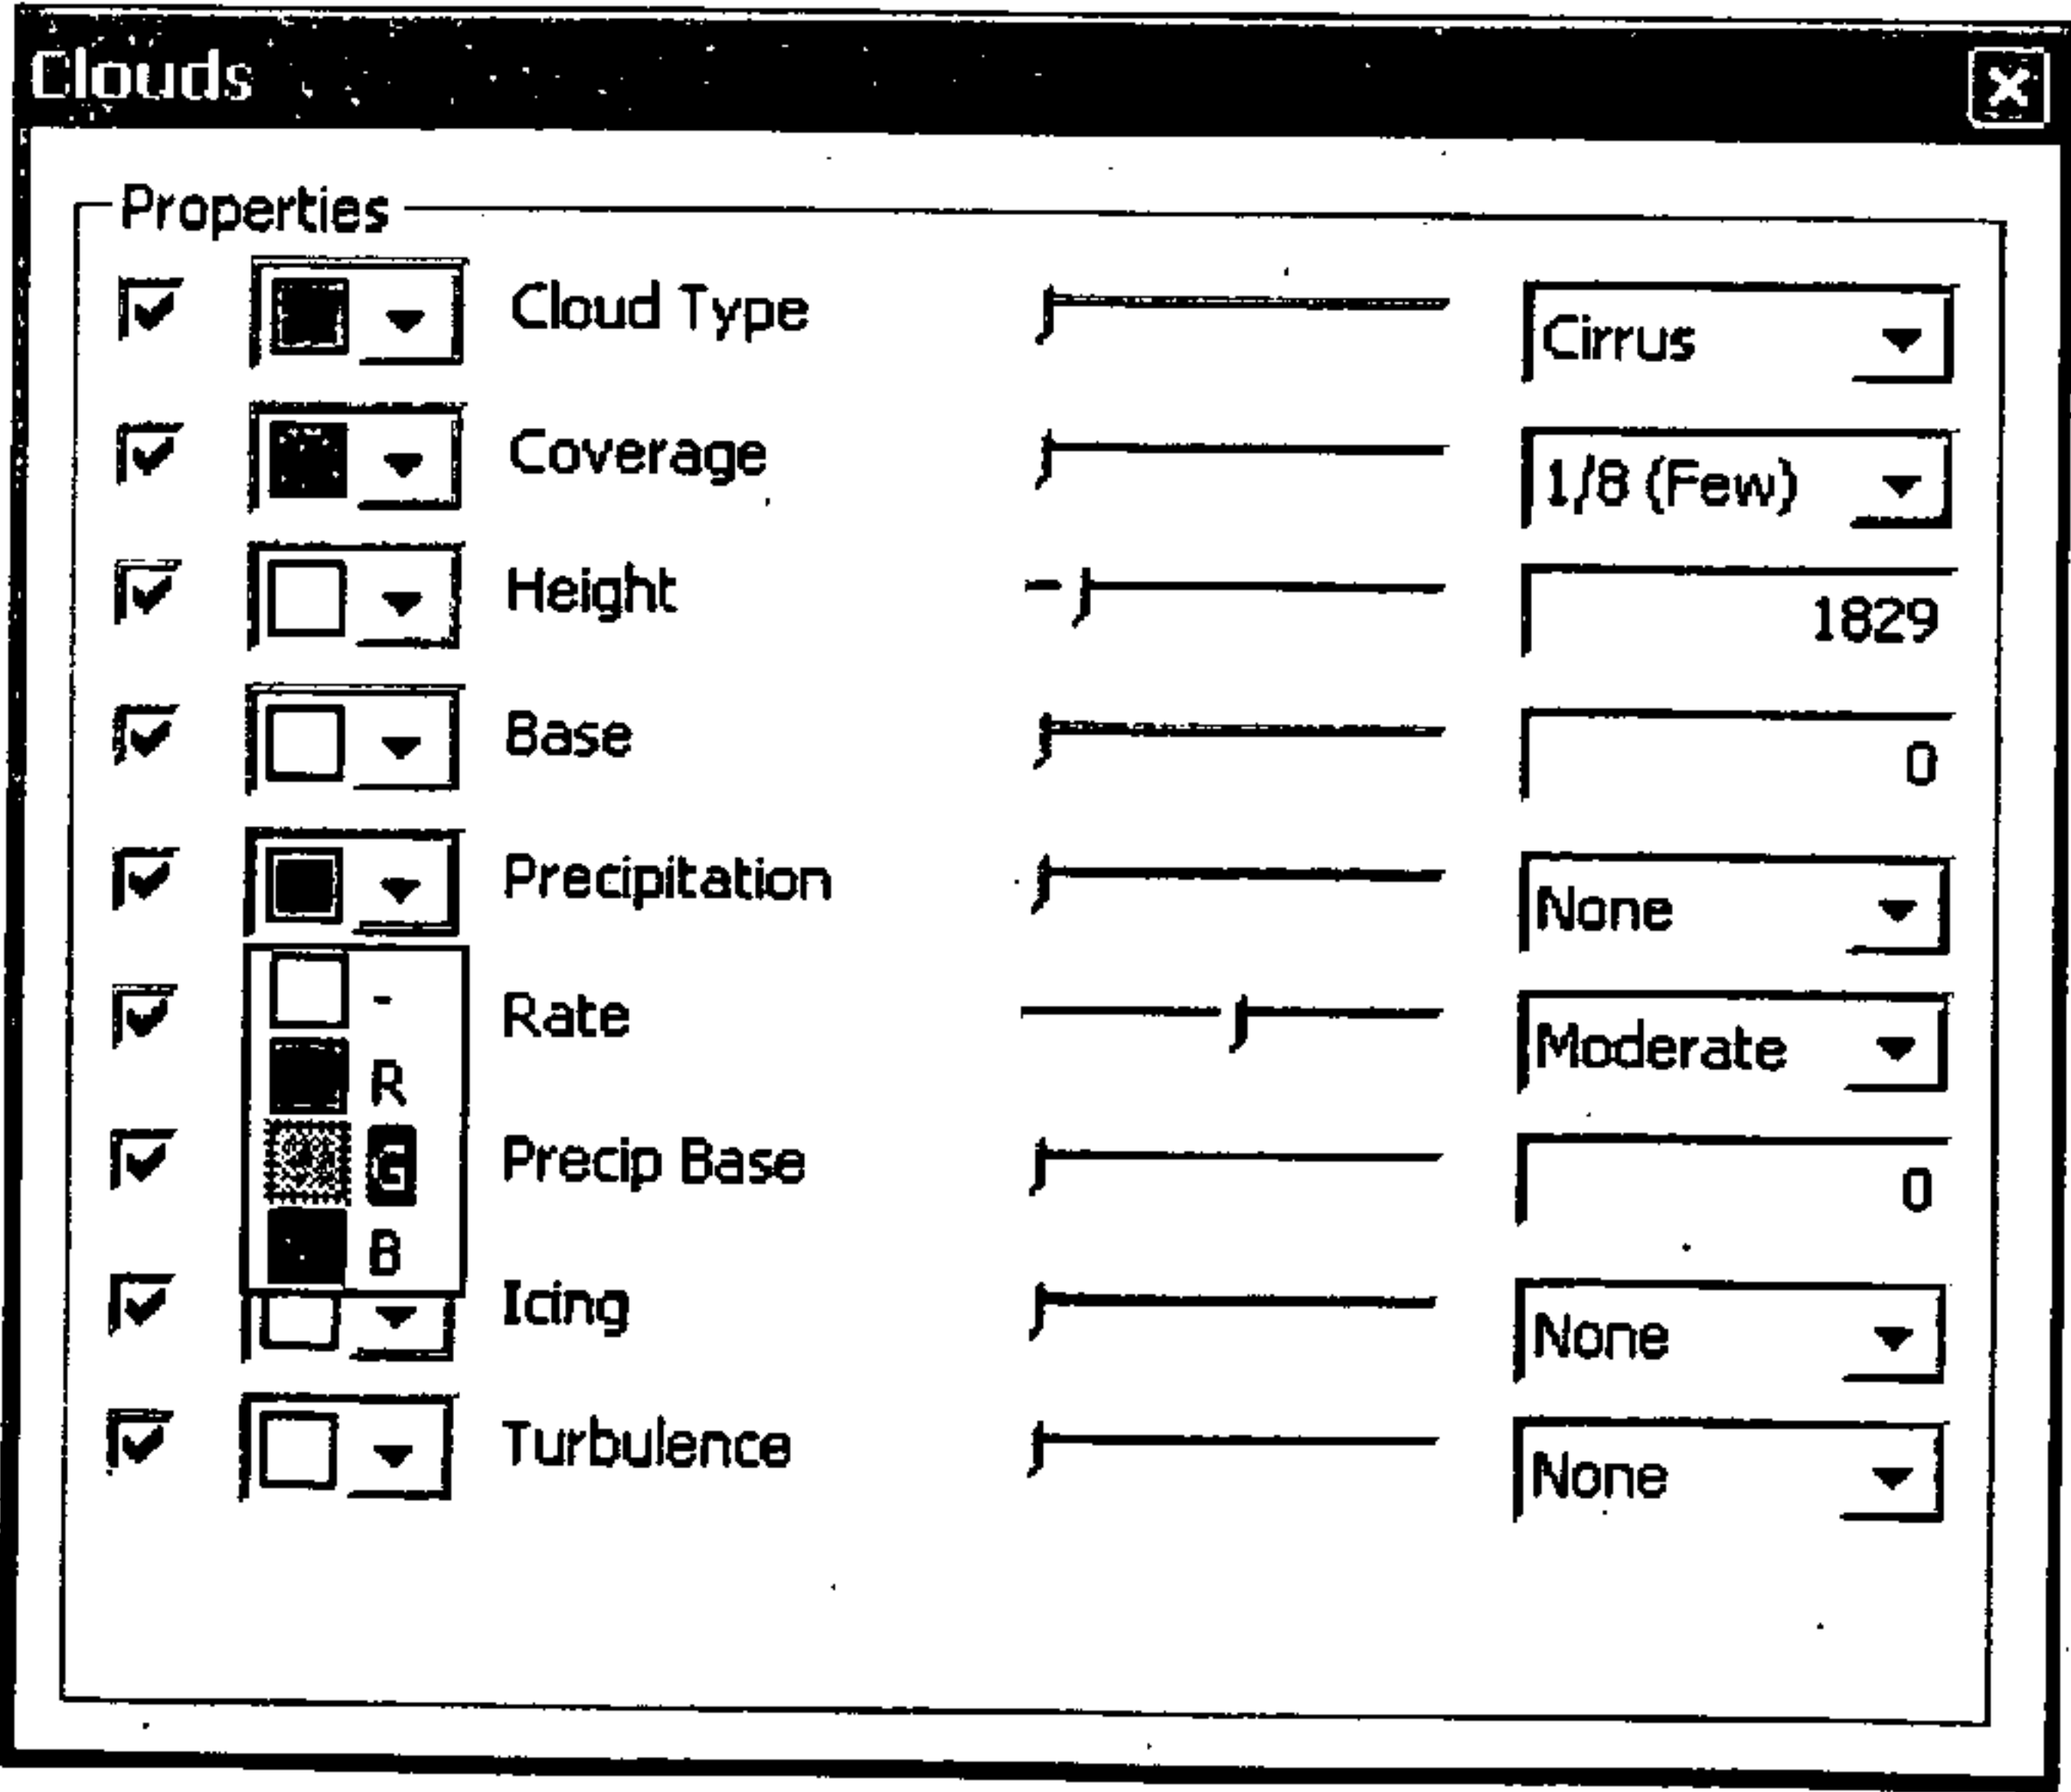 Clouds
Properties
Cloud Type
Cirrus
Coverage
1/8 (Few)
Height
1829
Base
0
Precipitation
None
-
Rate
Moderate
R
Precip Base
G
0
B
Icing
None
Turbulence
None